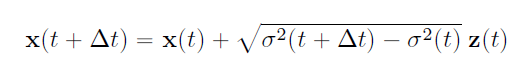 x(t + Δt) = x(t) + √(σ²(t + Δt) − σ²(t)) z(t)